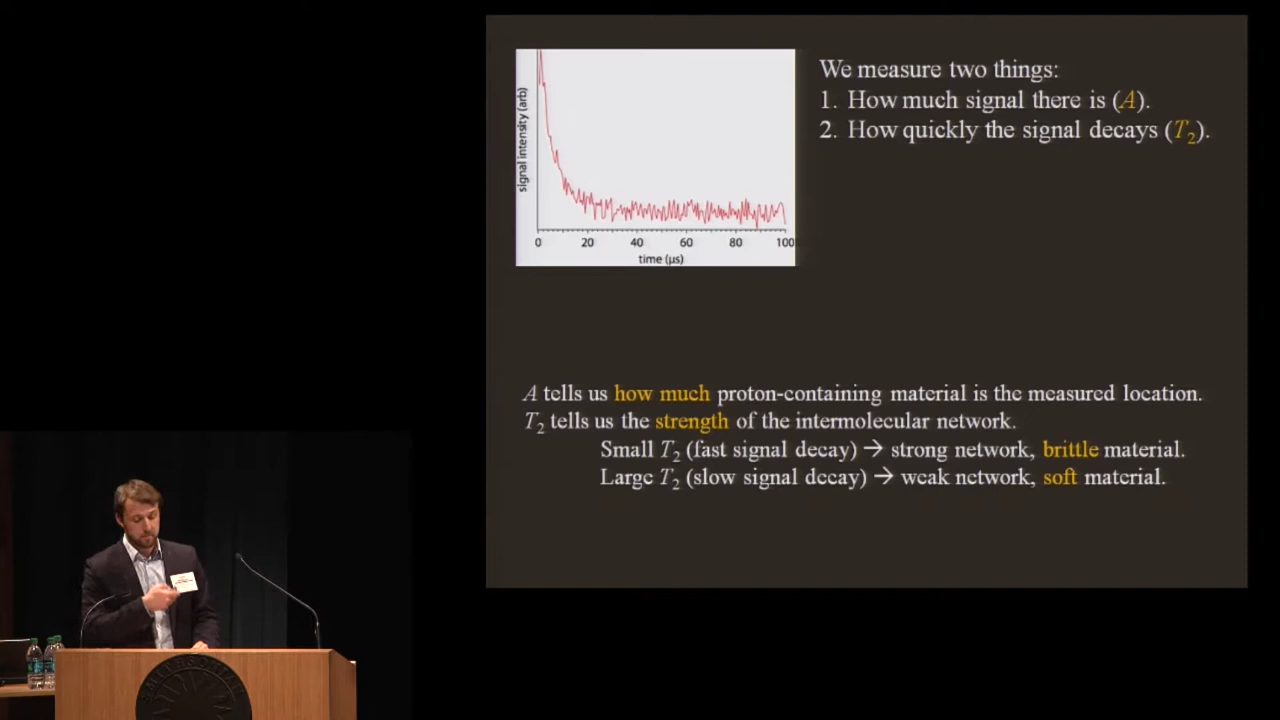 signal intensity (arb)
0 20 40 60 80 100
time (µs)
We measure two things:
1. How much signal there is (A).
2. How quickly the signal decays (T₂).
A tells us how much proton-containing material is the measured location.
T₂ tells us the strength of the intermolecular network.
Small T₂ (fast signal decay) → strong network, brittle material.
Large T₂ (slow signal decay) → weak network, soft material.